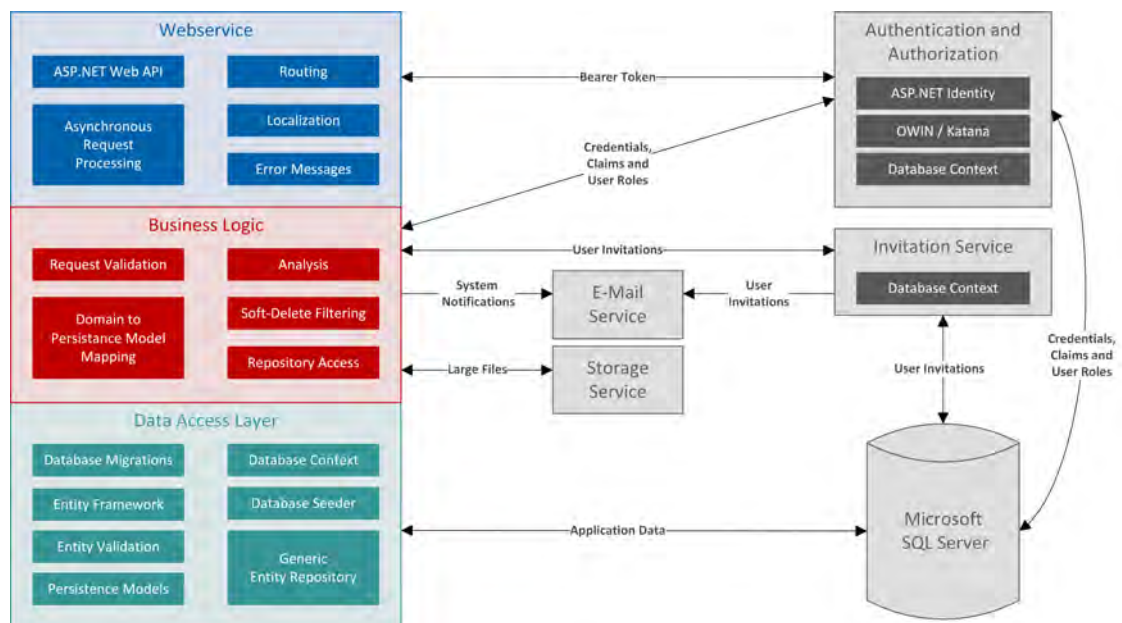 Webservice
ASP.NET Web API
Routing
Asynchronous
Request
Processing
Localization
Error Messages
Business Logic
Request Validation
Analysis
Domain to
Persistance Model
Mapping
Soft-Delete Filtering
Repository Access
Data Access Layer
Database Migrations
Database Context
Entity Framework
Database Seeder
Entity Validation
Generic
Entity Repository
Persistence Models
Bearer Token
Credentials,
Claims and
User Roles
User Invitations
System
Notifications
E-Mail
Service
User
Invitations
Large Files
Storage
Service
Application Data
Authentication and
Authorization
ASP.NET Identity
OWIN / Katana
Database Context
Invitation Service
Database Context
User Invitations
Credentials,
Claims and
User Roles
Microsoft
SQL Server